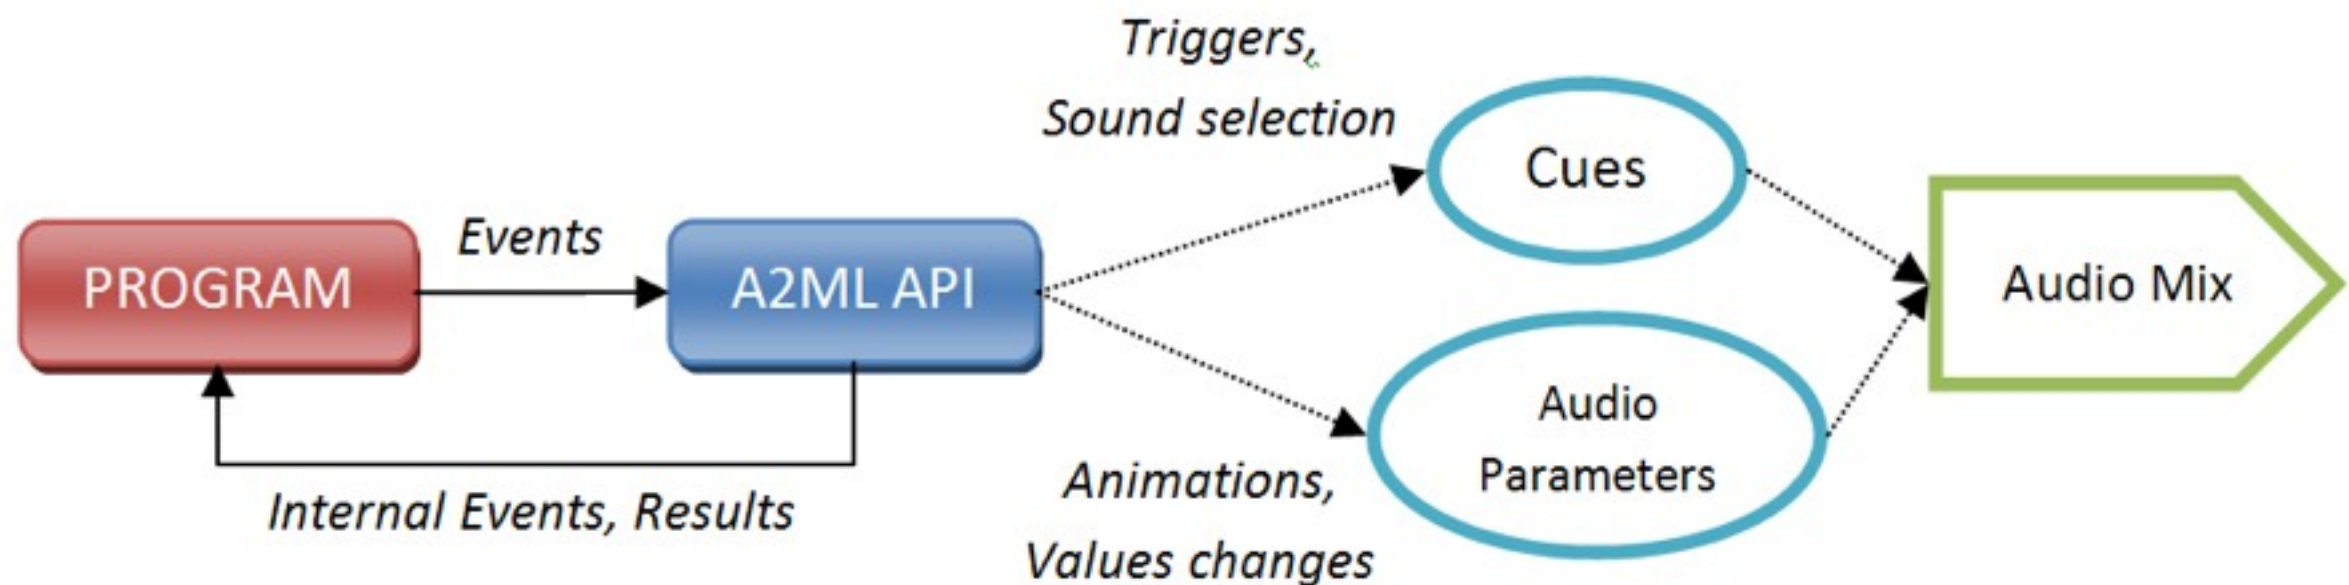 Triggers,
Sound selection
Cues
Events
PROGRAM
A2ML API
Audio Mix
Audio
Parameters
Animations,
Values changes
Internal Events, Results